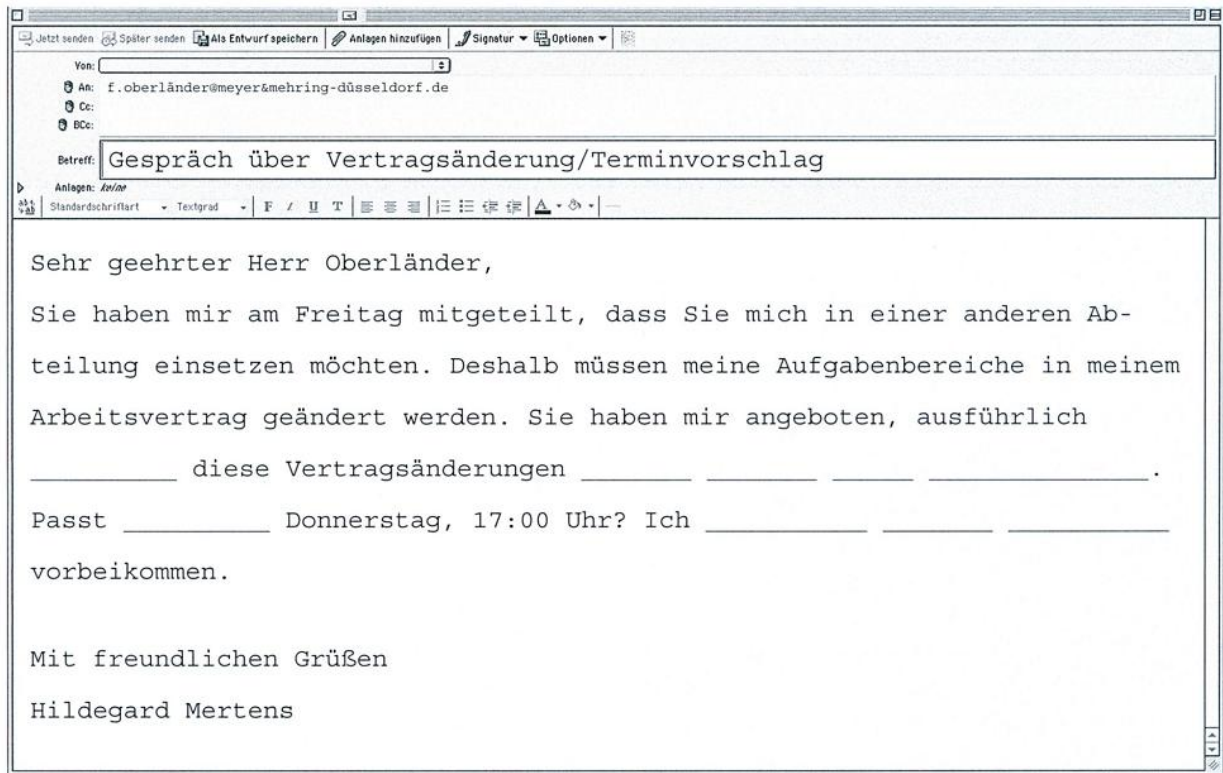 Jetzt senden Später senden Als Entwurf speichern Anlagen hinzufügen Signatur Optionen
Von:
An: f.oberländer@meyer&mehring-düsseldorf.de
Cc:
BCc:
Betreff: Gespräch über Vertragsänderung/Terminvorschlag
Anlagen: keine
Standardschriftart Textgrad F I U T A
Sehr geehrter Herr Oberländer,
Sie haben mir am Freitag mitgeteilt, dass Sie mich in einer anderen Ab-
teilung einsetzen möchten. Deshalb müssen meine Aufgabenbereiche in meinem
Arbeitsvertrag geändert werden. Sie haben mir angeboten, ausführlich
_________ diese Vertragsänderungen _______ _______ _____ ______________.
Passt _________ Donnerstag, 17:00 Uhr? Ich __________ _______ __________
vorbeikommen.
Mit freundlichen Grüßen
Hildegard Mertens